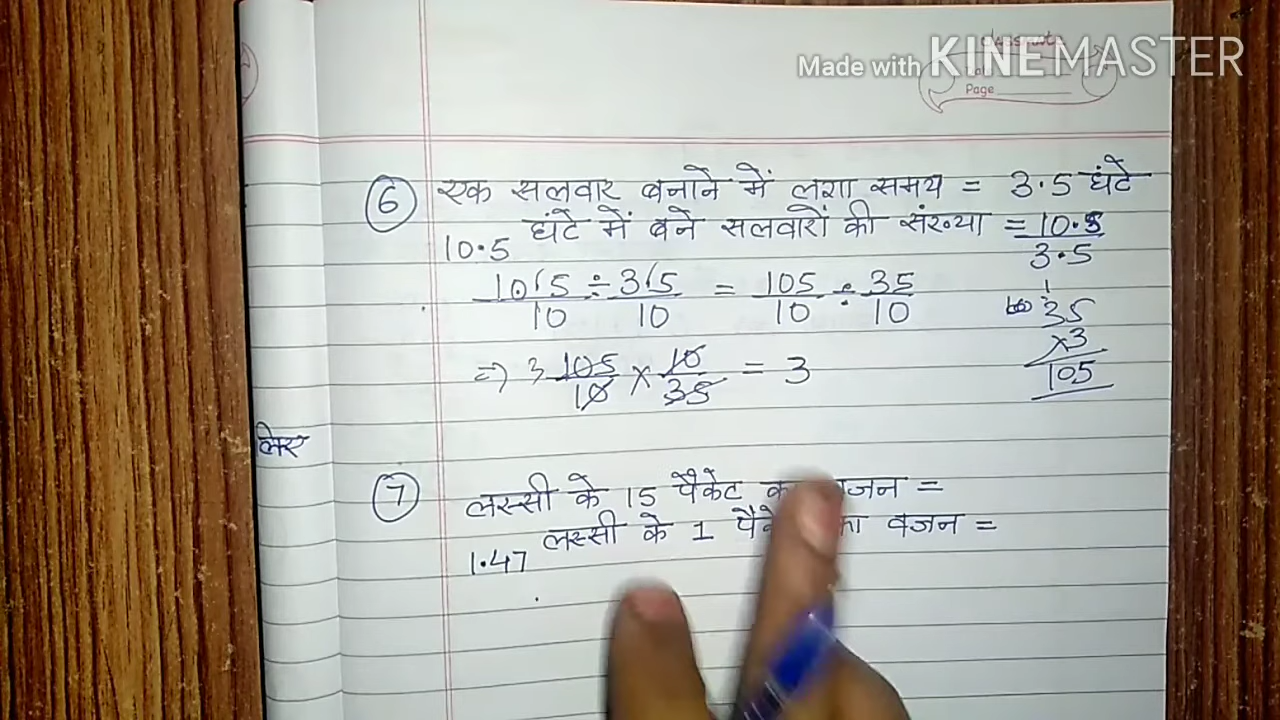 Made with KINEMASTER
classmate
Page
6 एक सलवार बनाने में लगा समय = 3.5 घंटे
10.5 घंटे में बने सलवारों की संख्या = 10.5
3.5
10.5 ÷ 3.5 = 105 ÷ 35
10 10 10 10
35
×3
105
⇒ 3 105 × 10 = 3
10 35
लिए
7 लस्सी के 15 पैकेट का वजन =
1.47 लस्सी के 1 का वजन =